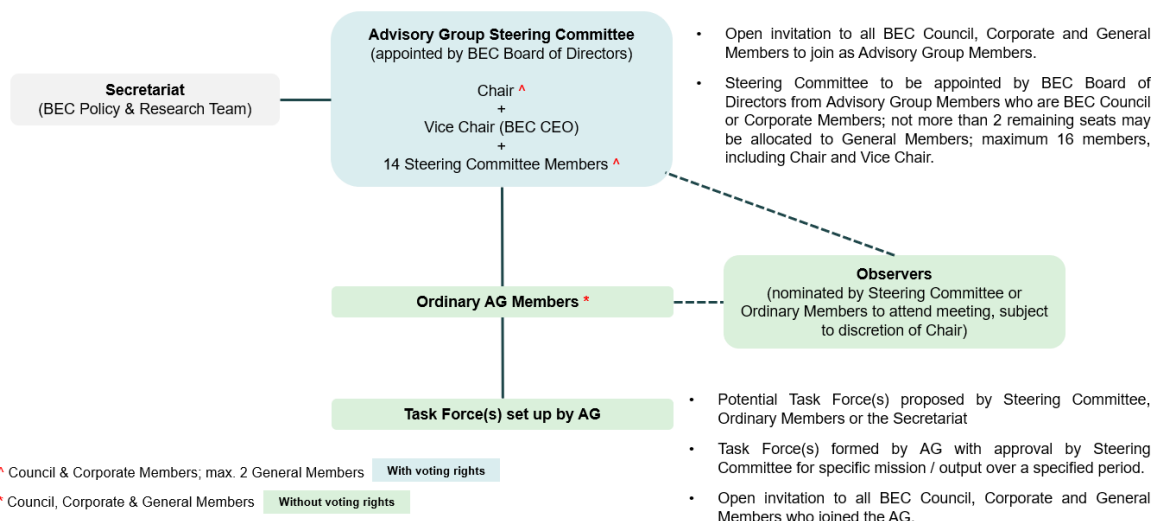 Advisory Group Steering Committee
(appointed by BEC Board of Directors)
Chair ^
+
Vice Chair (BEC CEO)
+
14 Steering Committee Members ^
Secretariat
(BEC Policy & Research Team)
• Open invitation to all BEC Council, Corporate and General
Members to join as Advisory Group Members.
• Steering Committee to be appointed by BEC Board of
Directors from Advisory Group Members who are BEC Council
or Corporate Members; not more than 2 remaining seats may
be allocated to General Members; maximum 16 members,
including Chair and Vice Chair.
Ordinary AG Members *
Observers
(nominated by Steering Committee or
Ordinary Members to attend meeting, subject
to discretion of Chair)
Task Force(s) set up by AG
• Potential Task Force(s) proposed by Steering Committee,
Ordinary Members or the Secretariat
• Task Force(s) formed by AG with approval by Steering
Committee for specific mission / output over a specified period.
• Open invitation to all BEC Council, Corporate and General
Members who joined the AG.
^ Council & Corporate Members; max. 2 General Members With voting rights
* Council, Corporate & General Members Without voting rights